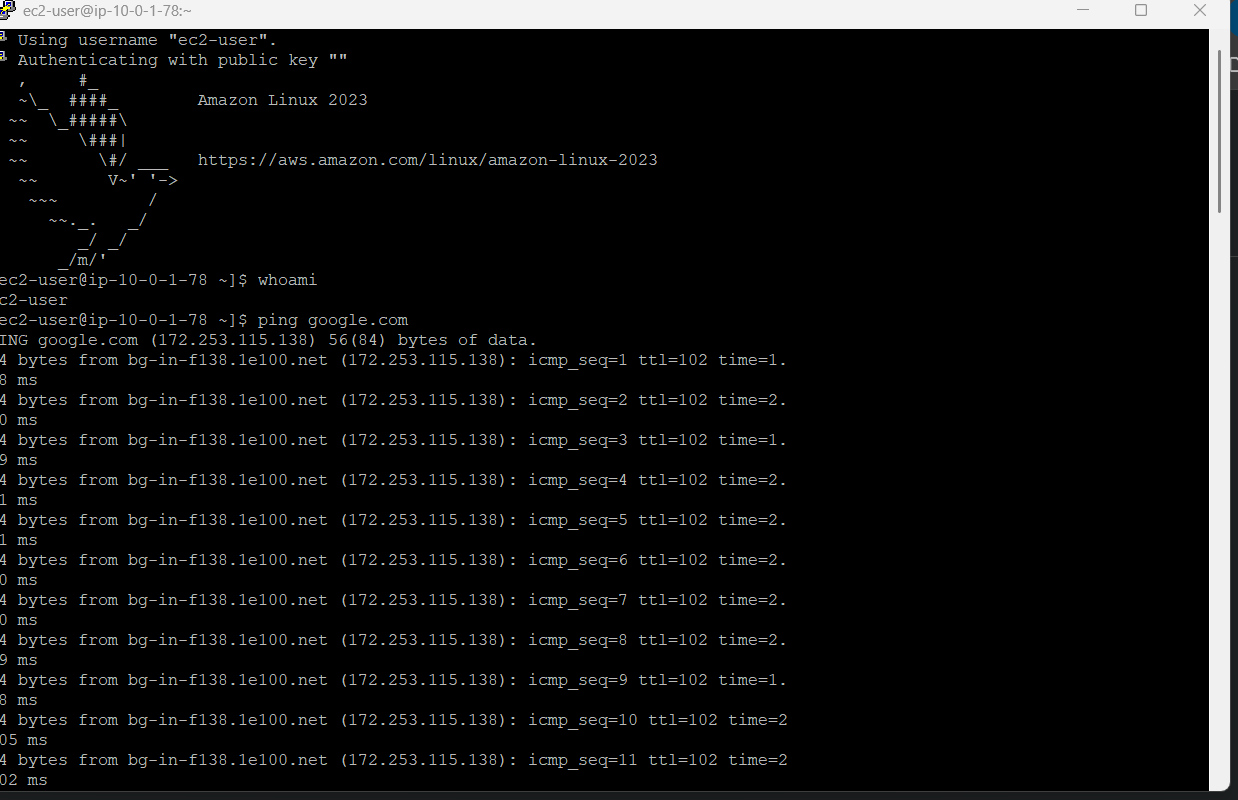 ec2-user@ip-10-0-1-78:~
Using username "ec2-user".
Authenticating with public key ""
   ,     #_
   ~\_  ####_        Amazon Linux 2023
  ~~  \_#####\
  ~~     \###|
  ~~       \#/ ___   https://aws.amazon.com/linux/amazon-linux-2023
   ~~       V~' '->
    ~~~         /
      ~~._.   _/
         _/ _/
       _/m/'
ec2-user@ip-10-0-1-78 ~]$ whoami
c2-user
ec2-user@ip-10-0-1-78 ~]$ ping google.com
ING google.com (172.253.115.138) 56(84) bytes of data.
4 bytes from bg-in-f138.1e100.net (172.253.115.138): icmp_seq=1 ttl=102 time=1.
8 ms
4 bytes from bg-in-f138.1e100.net (172.253.115.138): icmp_seq=2 ttl=102 time=2.
0 ms
4 bytes from bg-in-f138.1e100.net (172.253.115.138): icmp_seq=3 ttl=102 time=1.
9 ms
4 bytes from bg-in-f138.1e100.net (172.253.115.138): icmp_seq=4 ttl=102 time=2.
1 ms
4 bytes from bg-in-f138.1e100.net (172.253.115.138): icmp_seq=5 ttl=102 time=2.
1 ms
4 bytes from bg-in-f138.1e100.net (172.253.115.138): icmp_seq=6 ttl=102 time=2.
0 ms
4 bytes from bg-in-f138.1e100.net (172.253.115.138): icmp_seq=7 ttl=102 time=2.
0 ms
4 bytes from bg-in-f138.1e100.net (172.253.115.138): icmp_seq=8 ttl=102 time=2.
9 ms
4 bytes from bg-in-f138.1e100.net (172.253.115.138): icmp_seq=9 ttl=102 time=1.
8 ms
4 bytes from bg-in-f138.1e100.net (172.253.115.138): icmp_seq=10 ttl=102 time=2
05 ms
4 bytes from bg-in-f138.1e100.net (172.253.115.138): icmp_seq=11 ttl=102 time=2
02 ms